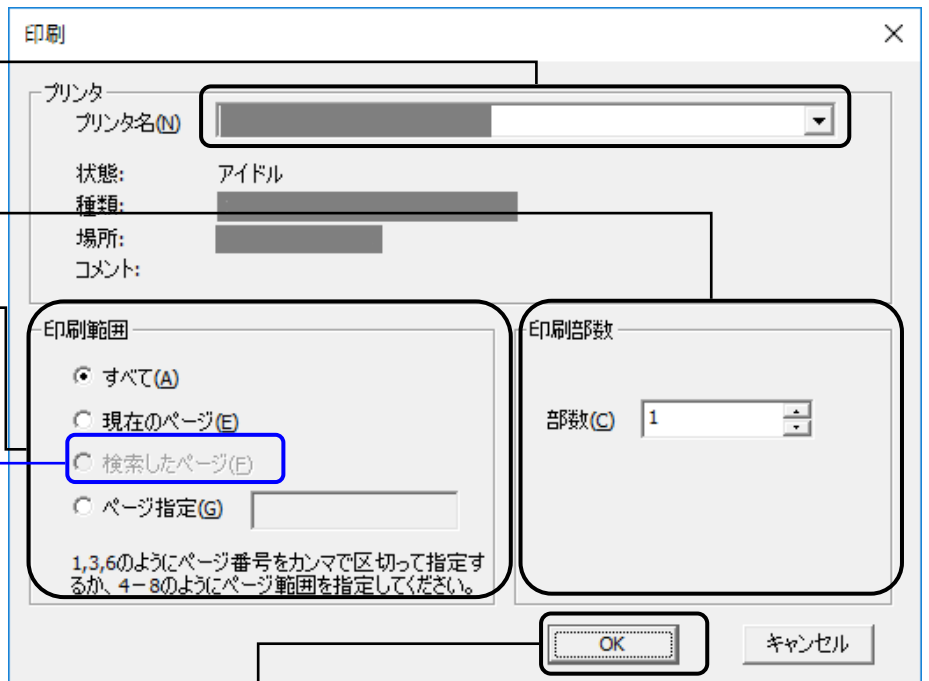 印刷
プリンタ
プリンタ名(N)
状態: アイドル
種類:
場所:
コメント:
印刷範囲
すべて(A)
現在のページ(E)
検索したページ(F)
ページ指定(G)
1,3,6のようにページ番号をカンマで区切って指定す
るか、4-8のようにページ範囲を指定してください。
印刷部数
部数(C) 1
OK キャンセル